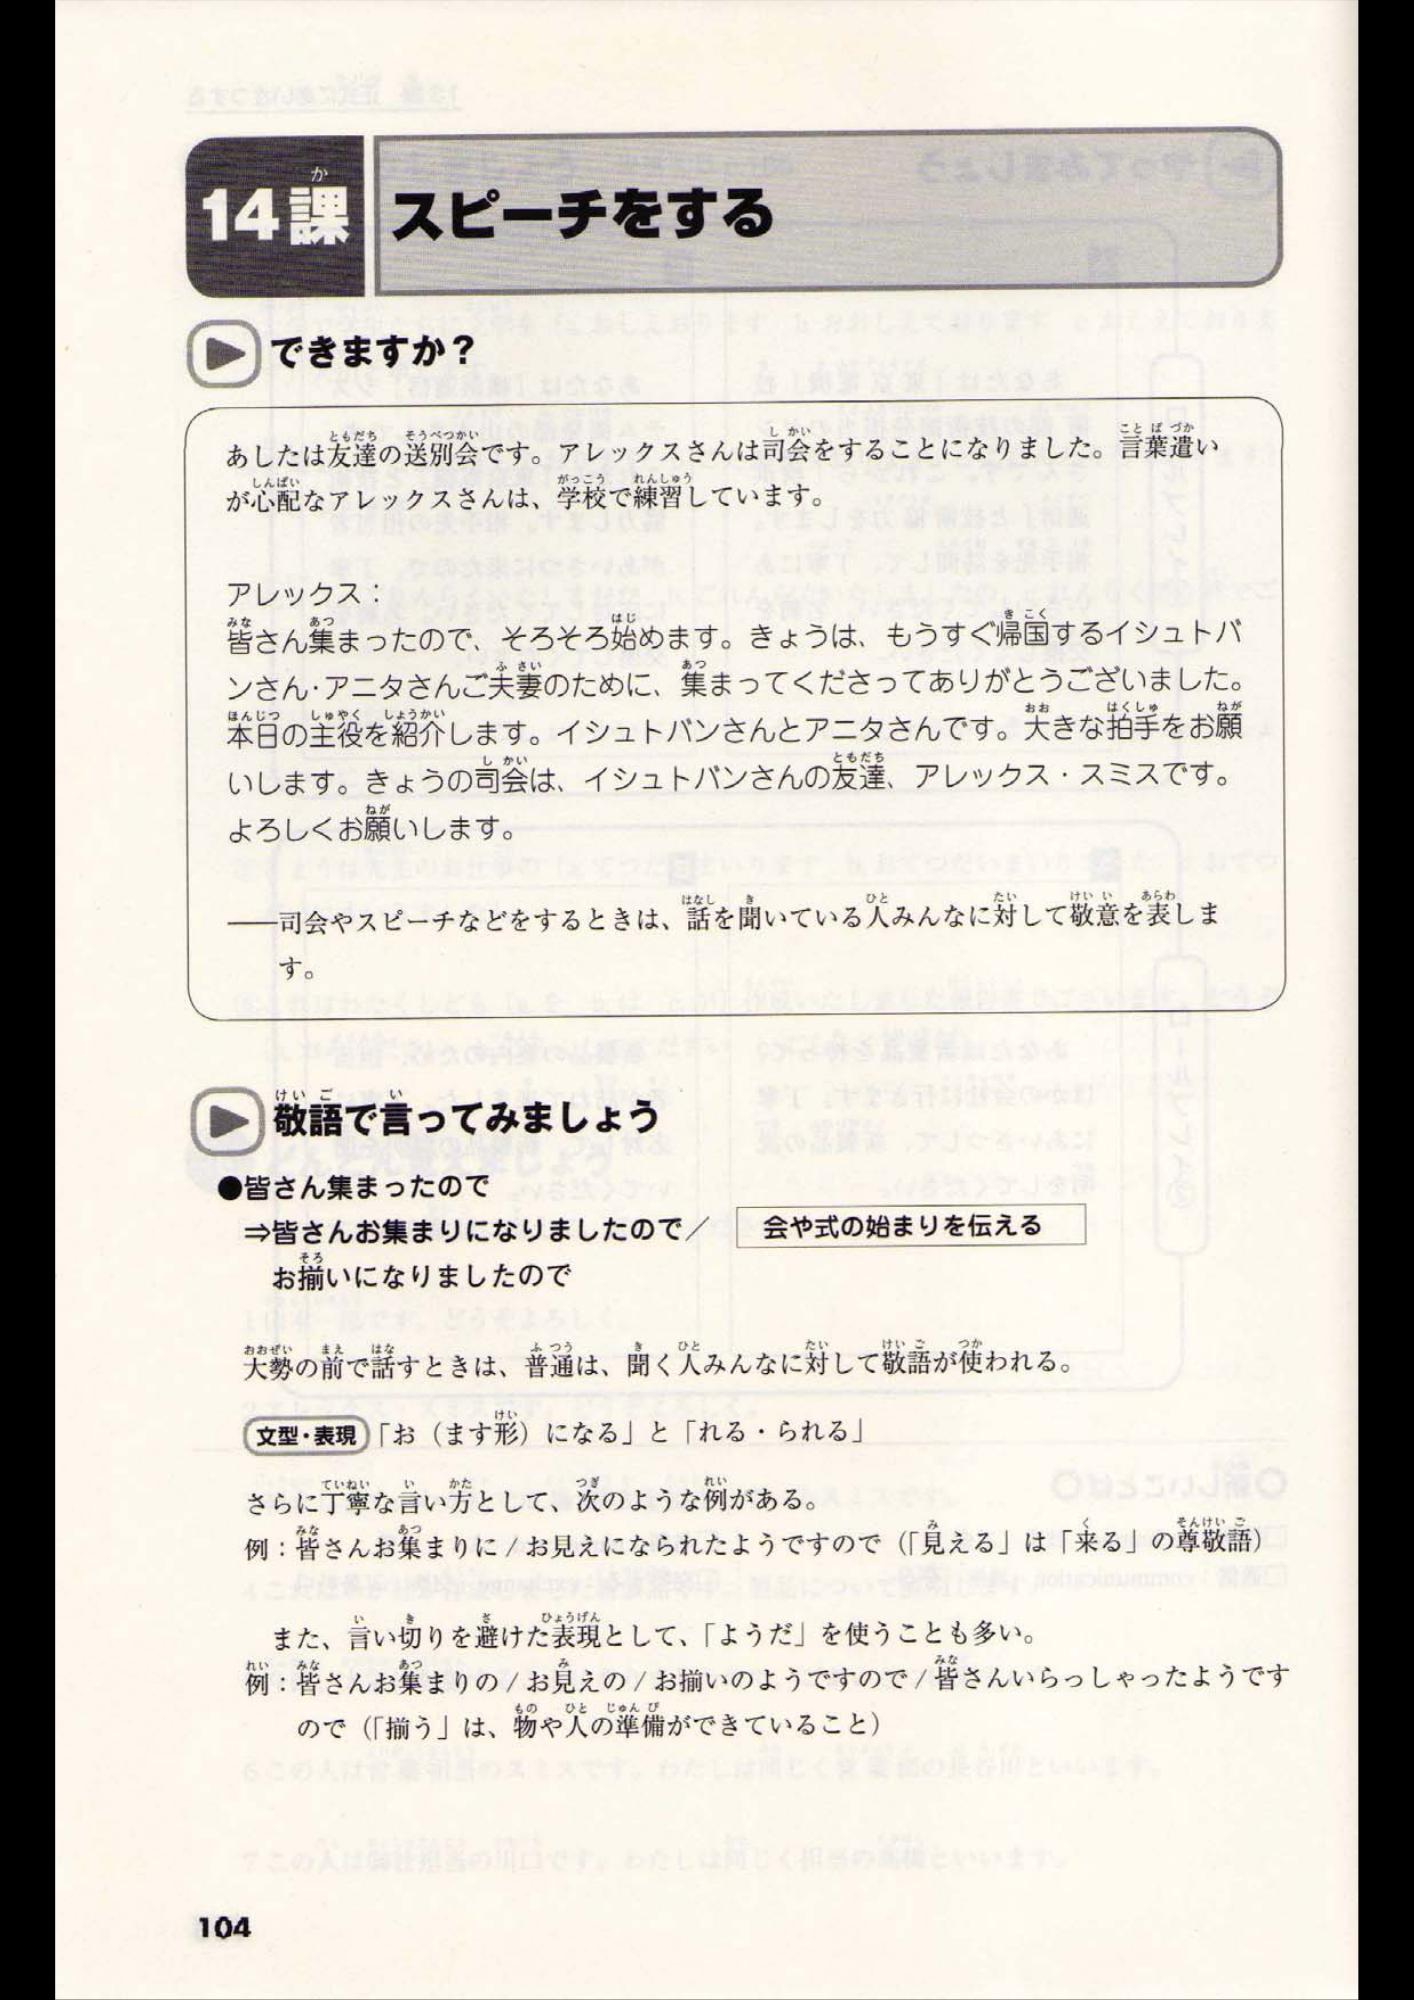 14課 スピーチをする
できますか？
あしたは友達の送別会です。アレックスさんは司会をすることになりました。言葉遣い
が心配なアレックスさんは、学校で練習しています。
アレックス：
皆さん集まったので、そろそろ始めます。きょうは、もうすぐ帰国するイシュトバ
ンさん・アニタさんご夫妻のために、集まってくださってありがとうございました。
本日の主役を紹介します。イシュトバンさんとアニタさんです。大きな拍手をお願
いします。きょうの司会は、イシュトバンさんの友達、アレックス・スミスです。
よろしくお願いします。
――司会やスピーチなどをするときは、話を聞いている人みんなに対して敬意を表しま
す。
敬語で言ってみましょう
●皆さん集まったので
⇒皆さんお集まりになりましたので／ 会や式の始まりを伝える
お揃いになりましたので
大勢の前で話すときは、普通は、聞く人みんなに対して敬語が使われる。
文型・表現「お（ます形）になる」と「れる・られる」
さらに丁寧な言い方として、次のような例がある。
例：皆さんお集まりに / お見えになられたようですので（「見える」は「来る」の尊敬語）
また、言い切りを避けた表現として、「ようだ」を使うことも多い。
例：皆さんお集まりの / お見えの / お揃いのようですので / 皆さんいらっしゃったようです
ので（「揃う」は、物や人の準備ができていること）
104